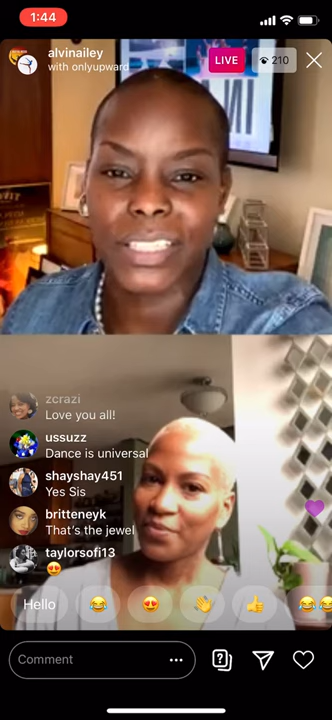 1:44
alvinailey
with onlyupward
LIVE
210
zcrazi
Love you all!
ussuzz
Dance is universal
shayshay451
Yes Sis
britteneyk
That's the jewel
taylorsofi13
😍
Hello
Comment